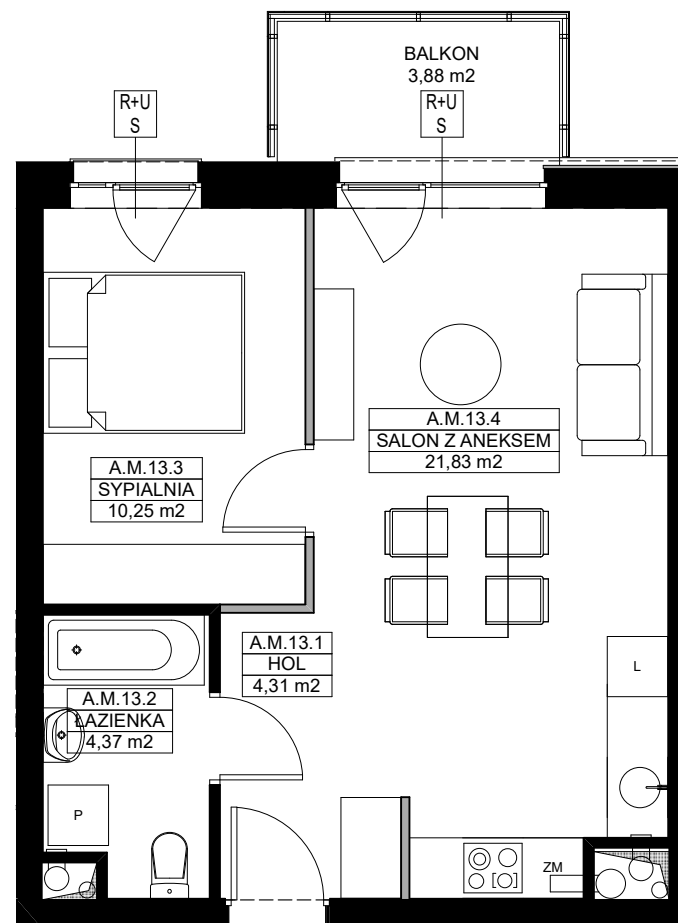 BALKON
3,88 m2
R+U
S
R+U
S
A.M.13.4
SALON Z ANEKSEM
21,83 m2
A.M.13.3
SYPIALNIA
10,25 m2
A.M.13.1
HOL
4,31 m2
L
A.M.13.2
ŁAZIENKA
4,37 m2
P
ZM